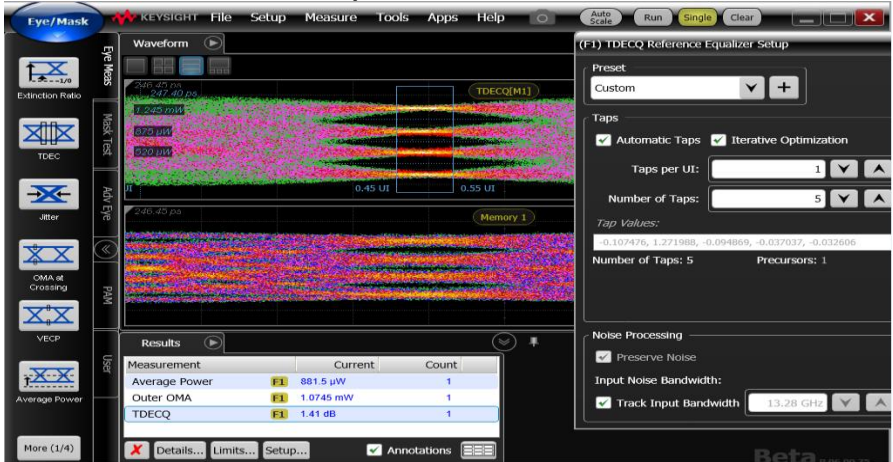 Eye/Mask
KEYSIGHT File Setup Measure Tools Apps Help
Auto Scale Run Single Clear
Eye Meas
Mask Test
Adv Eye
PAM
User
1/0
Extinction Ratio
TDEC
Jitter
OMA at
Crossing
VECP
Average Power
More (1/4)
Waveform
246.45 ps
247.40 ps
1.245 mW
875 µW
520 µW
TDECQ[M1]
UI 0.45 UI 0.55 UI
246.45 ps
Memory 1
Results
Measurement Current Count
Average Power F1 881.5 µW 1
Outer OMA F1 1.0745 mW 1
TDECQ F1 1.41 dB 1
Details... Limits... Setup... Annotations
(F1) TDECQ Reference Equalizer Setup
Preset
Custom
Taps
Automatic Taps Iterative Optimization
Taps per UI: 1
Number of Taps: 5
Tap Values:
-0.107476, 1.271988, -0.094869, -0.037037, -0.032606
Number of Taps: 5 Precursors: 1
Noise Processing
Preserve Noise
Input Noise Bandwidth:
Track Input Bandwidth 13.28 GHz
Beta